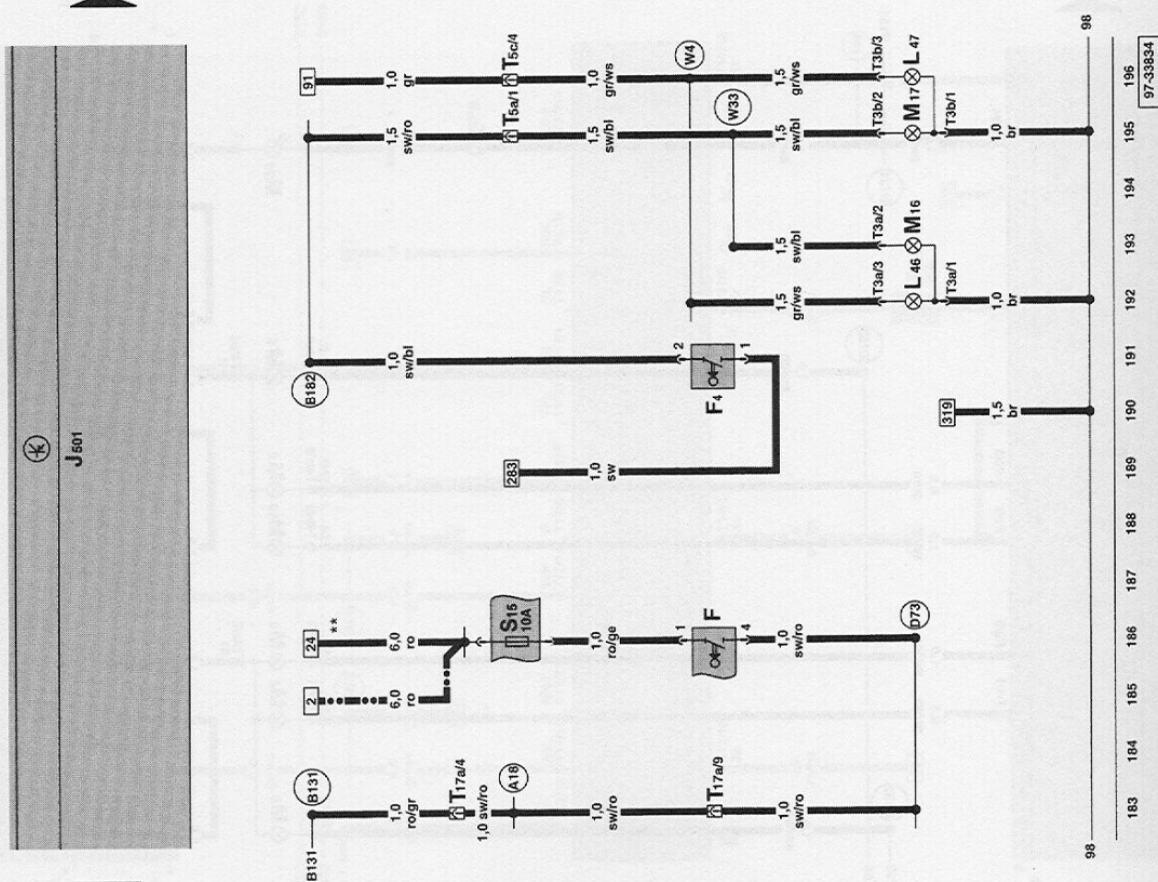 K
J501
B131
B131
2
24
**
B182
91
1,0
ro/gr
6,0
ro
6,0
ro
1,0
sw/bl
1,5
sw/ro
1,0
gr
T17a/4
1,0 sw/ro
A18
S15
10A
283
T5a/1
T5c/4
1,0
sw/ro
1,0
ro/ge
1,0
sw
1,5
sw/bl
1,0
gr/ws
T17a/9
1
F
4
F4
2
1
W33
W4
1,0
sw/ro
1,0
sw/ro
1,5
gr/ws
1,5
sw/bl
1,5
sw/bl
1,5
gr/ws
D73
T3a/3
T3a/2
T3b/2
T3b/3
L46
M16
M17
L47
319
T3a/1
T3b/1
1,5
br
1,0
br
1,0
br
98
98
183 184 185 186 187 188 189 190 191 192 193 194 195 196
97-33834